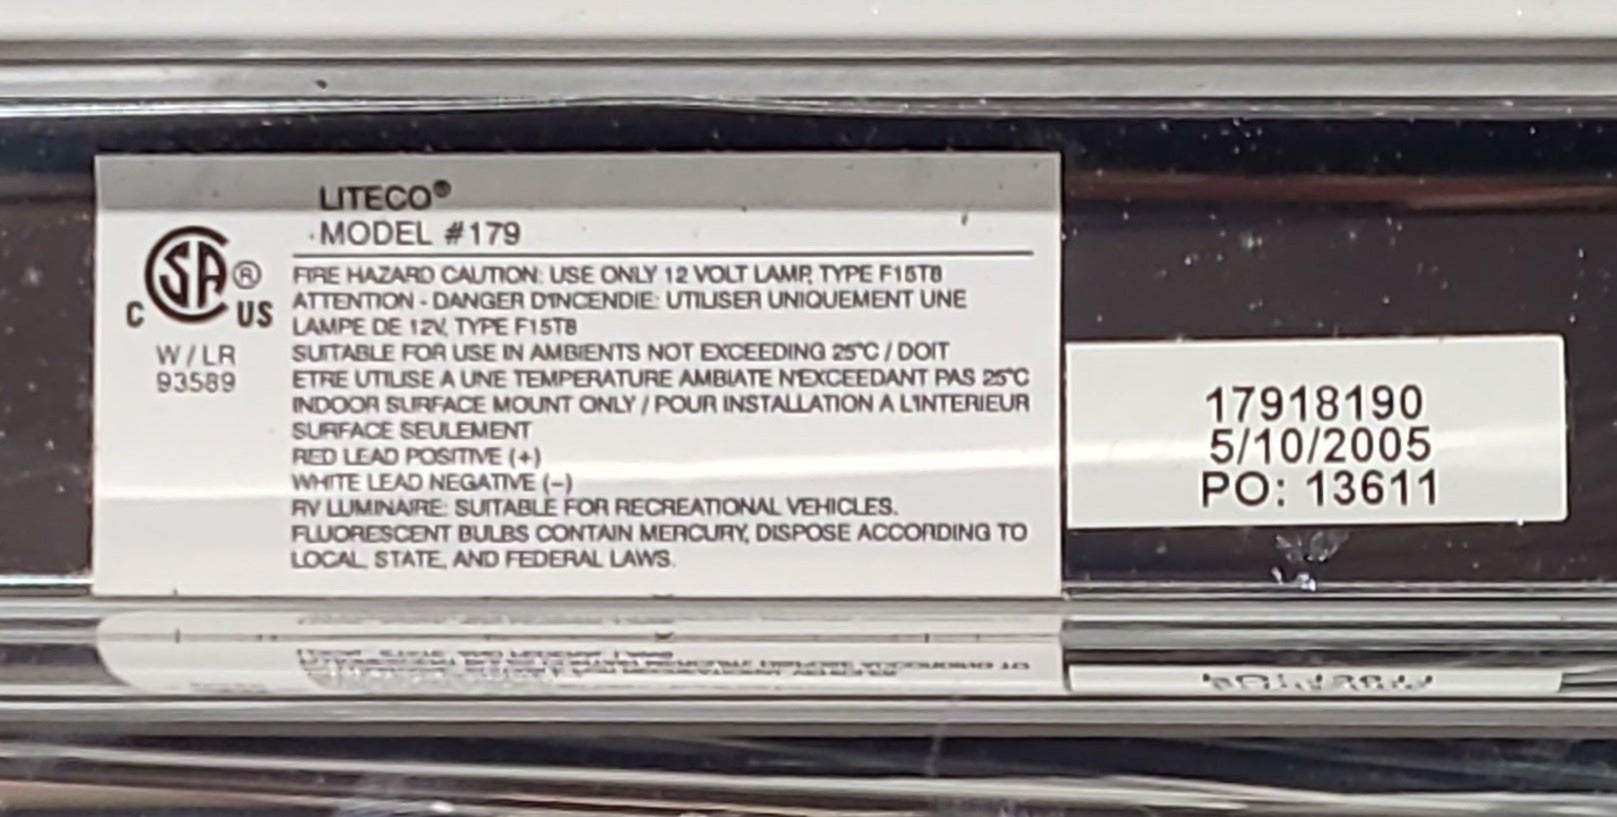 LITECO®
MODEL #179
SA®
C US
W / LR
93589
FIRE HAZARD CAUTION: USE ONLY 12 VOLT LAMP, TYPE F15T8
ATTENTION - DANGER D'INCENDIE: UTILISER UNIQUEMENT UNE
LAMPE DE 12V, TYPE F15T8
SUITABLE FOR USE IN AMBIENTS NOT EXCEEDING 25°C / DOIT
ETRE UTILISE A UNE TEMPERATURE AMBIATE N'EXCEEDANT PAS 25°C
INDOOR SURFACE MOUNT ONLY / POUR INSTALLATION A L'INTERIEUR
SURFACE SEULEMENT
RED LEAD POSITIVE (+)
WHITE LEAD NEGATIVE (-)
RV LUMINAIRE: SUITABLE FOR RECREATIONAL VEHICLES.
FLUORESCENT BULBS CONTAIN MERCURY, DISPOSE ACCORDING TO
LOCAL, STATE, AND FEDERAL LAWS.
17918190
5/10/2005
PO: 13611